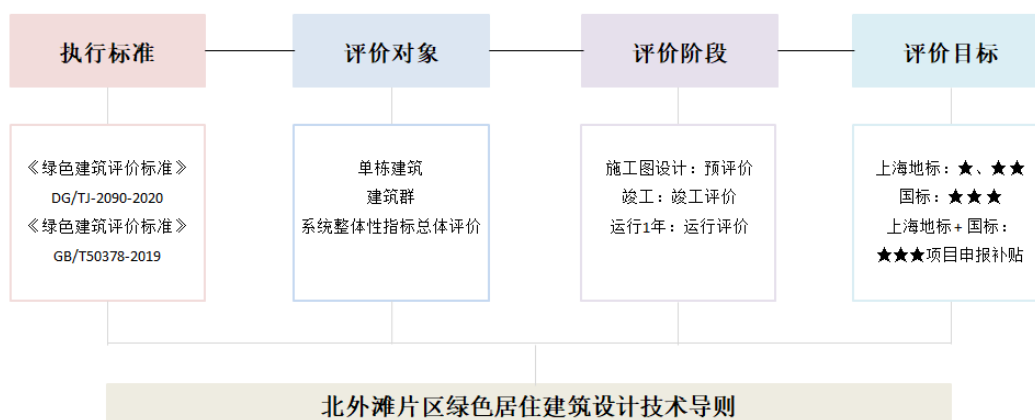 执行标准
评价对象
评价阶段
评价目标
《绿色建筑评价标准》
DG/TJ-2090-2020
《绿色建筑评价标准》
GB/T50378-2019
单栋建筑
建筑群
系统整体性指标总体评价
施工图设计：预评价
竣工：竣工评价
运行1年：运行评价
上海地标：★、★★
国标：★★★
上海地标+国标：
★★★项目申报补贴
北外滩片区绿色居住建筑设计技术导则